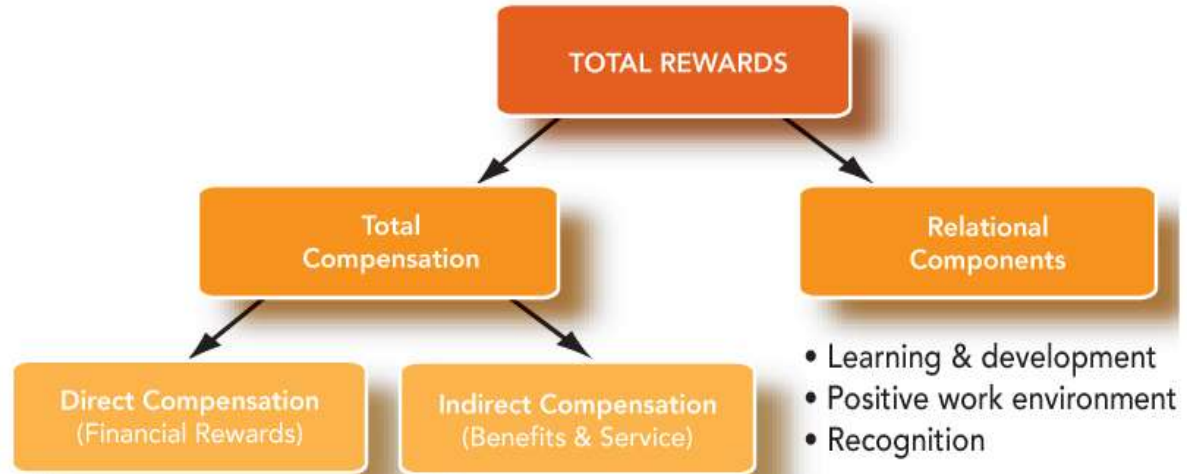 TOTAL REWARDS
Total
Compensation
Relational
Components
Direct Compensation
(Financial Rewards)
Indirect Compensation
(Benefits & Service)
• Learning & development
• Positive work environment
• Recognition